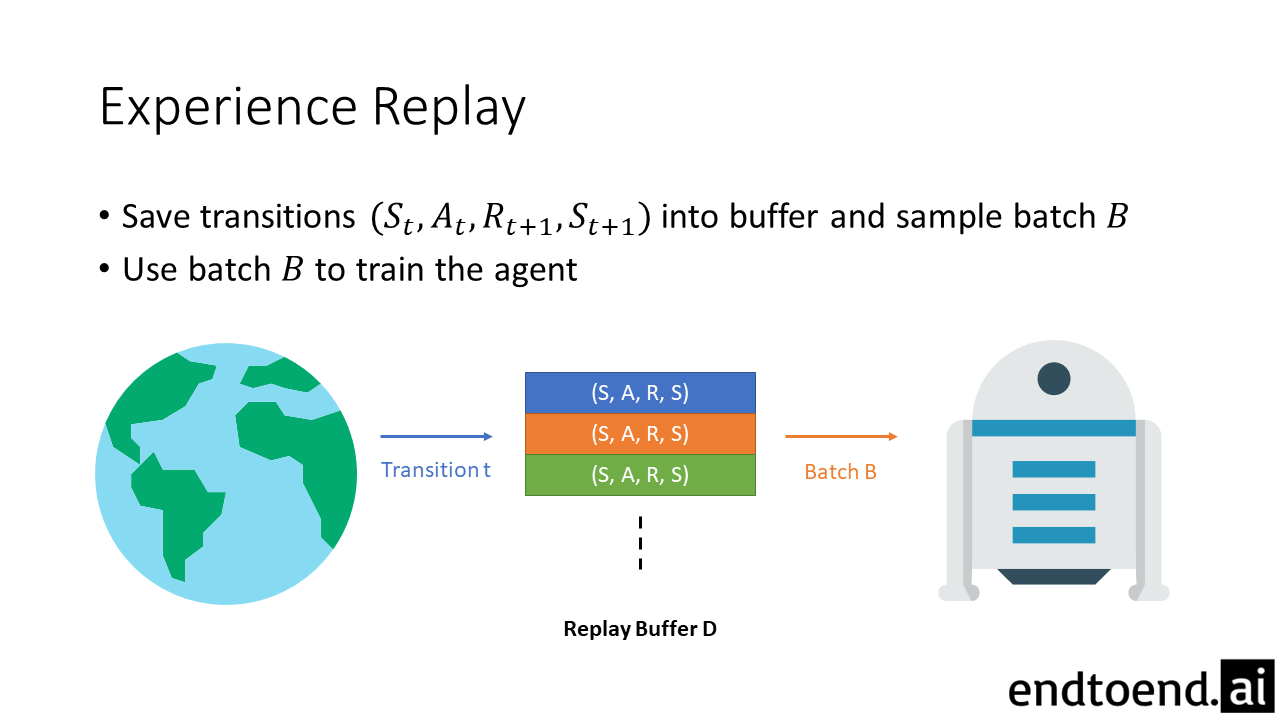 Experience Replay
• Save transitions (S_t, A_t, R_{t+1}, S_{t+1}) into buffer and sample batch B
• Use batch B to train the agent
(S, A, R, S)
(S, A, R, S)
(S, A, R, S)
Transition t
Batch B
Replay Buffer D
endtoend.ai